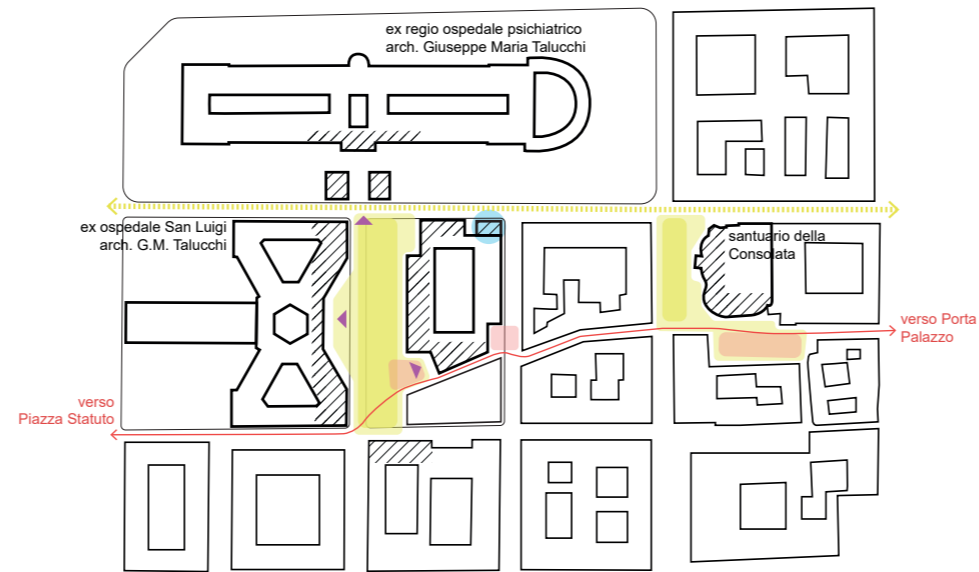 ex regio ospedale psichiatrico
arch. Giuseppe Maria Talucchi
ex ospedale San Luigi
arch. G.M. Talucchi
santuario della
Consolata
verso Porta
Palazzo
verso
Piazza Statuto